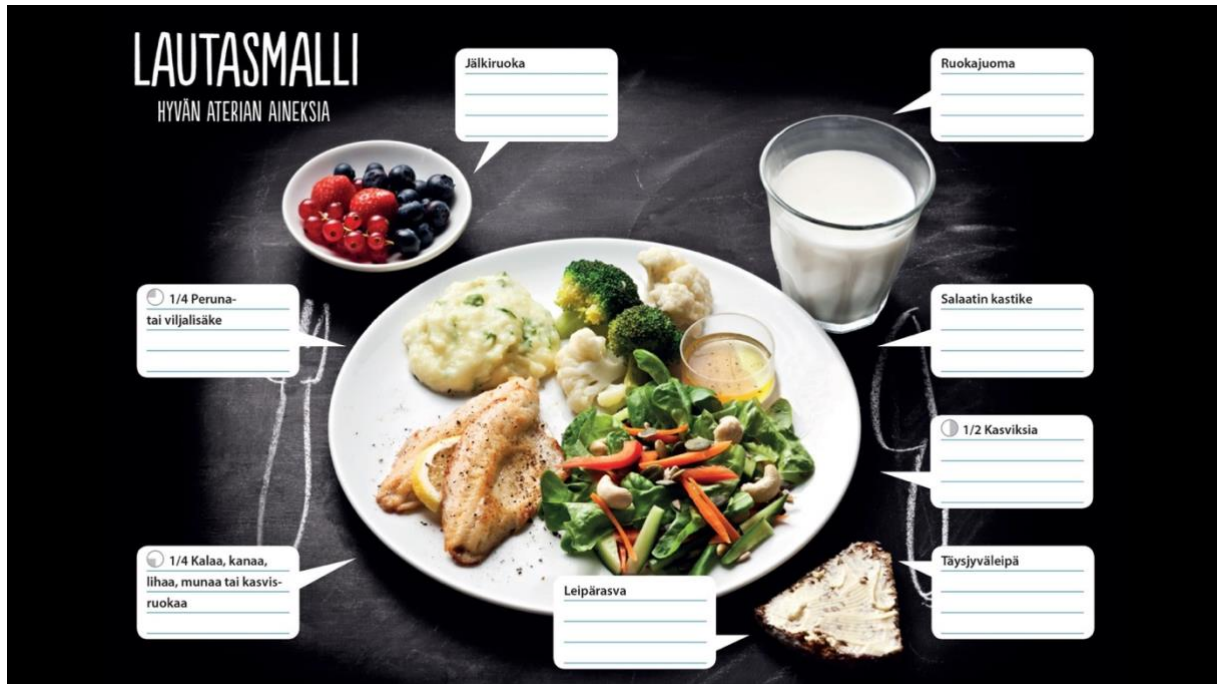 LAUTASMALLI
HYVÄN ATERIAN AINEKSIA
Jälkiruoka
Ruokajuoma
1/4 Peruna-
tai viljalisäke
Salaatin kastike
1/2 Kasviksia
1/4 Kalaa, kanaa,
lihaa, munaa tai kasvis-
ruokaa
Leipärasva
Täysjyväleipä